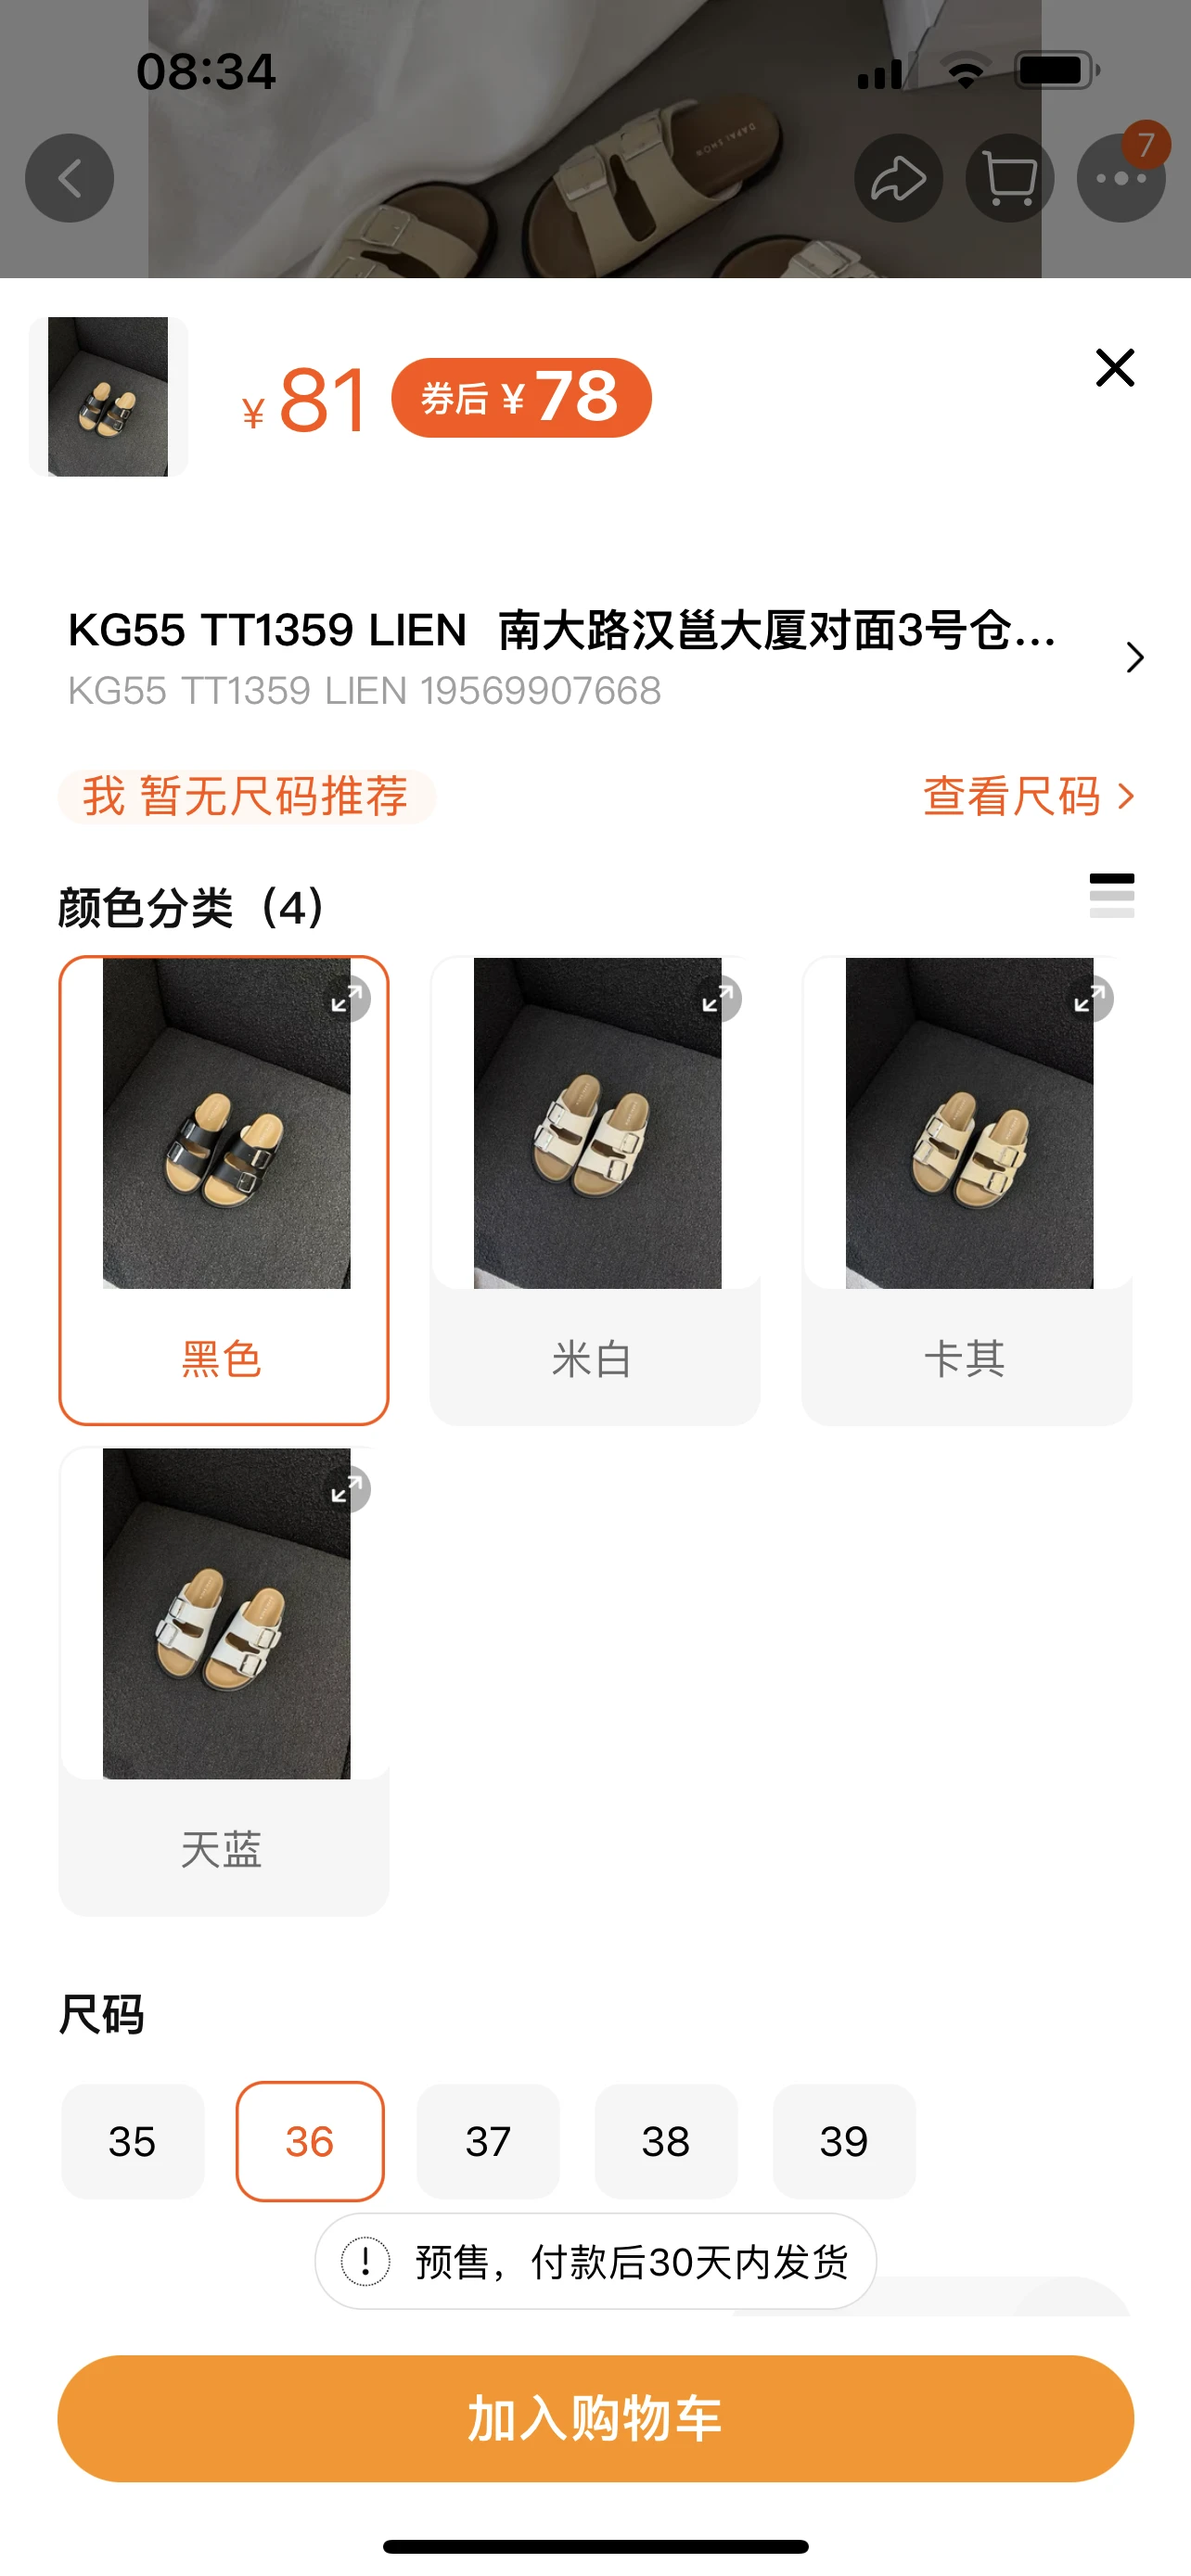 08:34
DAPAI SHOW
7
¥ 81 券后 ¥ 78
KG55 TT1359 LIEN 南大路汉邕大厦对面3号仓...
KG55 TT1359 LIEN 19569907668
我 暂无尺码推荐 查看尺码
颜色分类（4）
黑色 米白 卡其
天蓝
尺码
35 36 37 38 39
预售，付款后30天内发货
加入购物车